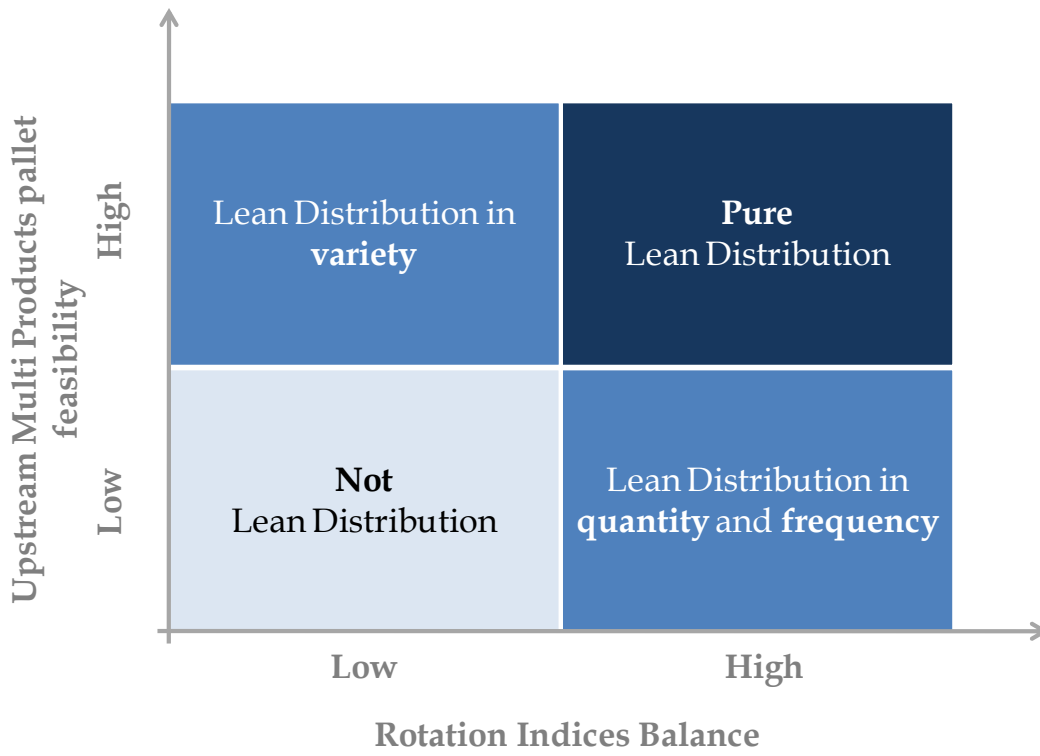 Upstream Multi Products pallet
feasibility
High
Low
Lean Distribution in
variety
Pure
Lean Distribution
Not
Lean Distribution
Lean Distribution in
quantity and frequency
Low
High
Rotation Indices Balance